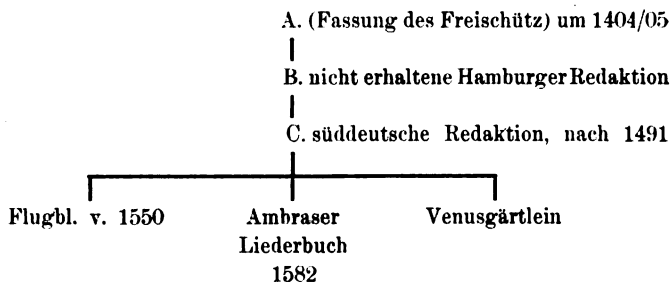 A. (Fassung des Freischütz) um 1404/05
B. nicht erhaltene Hamburger Redaktion
C. süddeutsche Redaktion, nach 1491
Flugbl. v. 1550 Ambraser Venusgärtlein
Liederbuch
1582